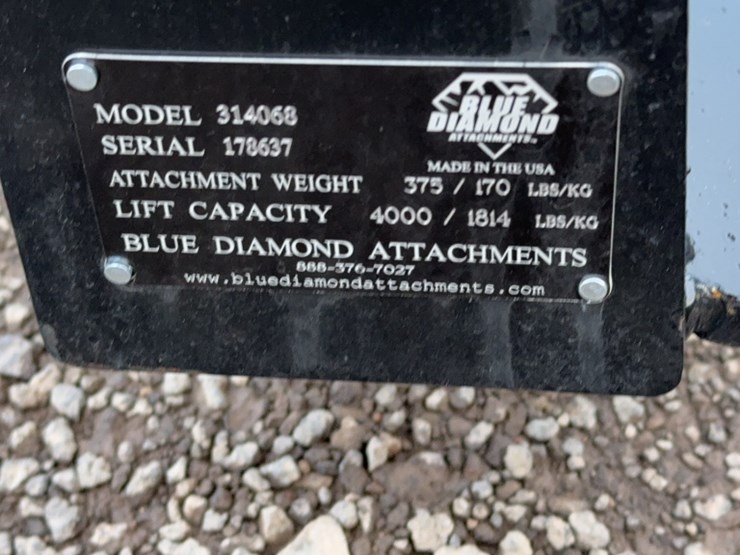 BLUE
DIAMOND
ATTACHMENTS
MADE IN THE USA
MODEL 314068
SERIAL 178637
ATTACHMENT WEIGHT 375 / 170 LBS/KG
LIFT CAPACITY 4000 / 1814 LBS/KG
BLUE DIAMOND ATTACHMENTS
888-376-7027
www.bluediamondattachments.com